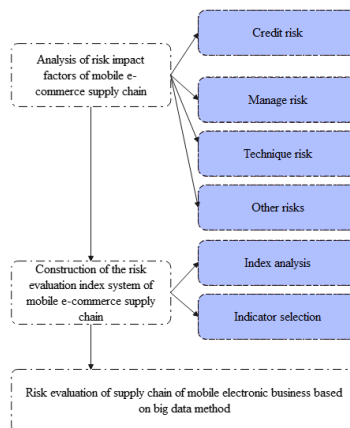 Credit risk
Analysis of risk impact
factors of mobile e-
commerce supply chain
Manage risk
Technique risk
Other risks
Construction of the risk
evaluation index system of
mobile e-commerce supply
chain
Index analysis
Indicator selection
Risk evaluation of supply chain of mobile electronic business based
on big data method